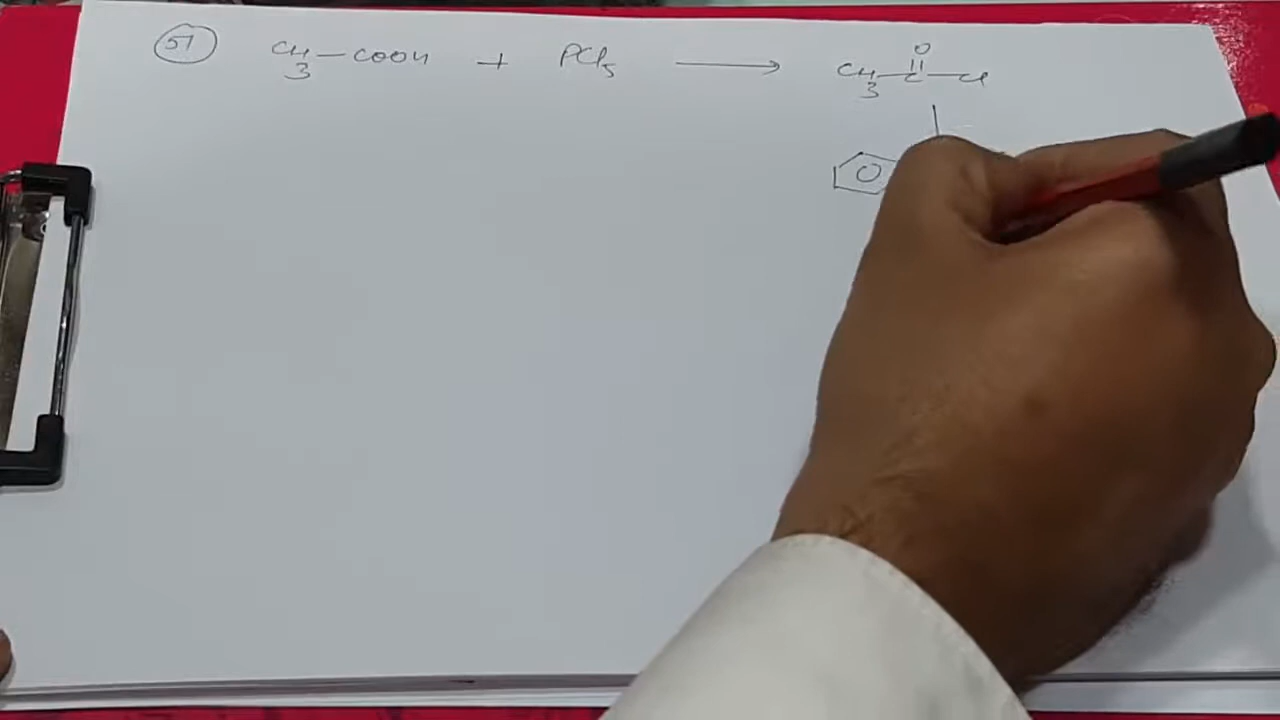 57 CH3-COOH + PCl5 ⟶ CH3-C-Cl
O